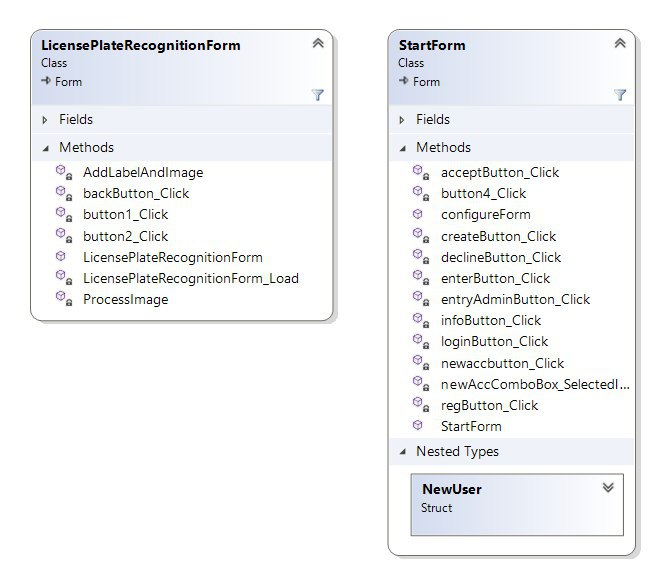 LicensePlateRecognitionForm
Class
Form
Fields
Methods
AddLabelAndImage
backButton_Click
button1_Click
button2_Click
LicensePlateRecognitionForm
LicensePlateRecognitionForm_Load
ProcessImage
StartForm
Class
Form
Fields
Methods
acceptButton_Click
button4_Click
configureForm
createButton_Click
declineButton_Click
enterButton_Click
entryAdminButton_Click
infoButton_Click
loginButton_Click
newaccbutton_Click
newAccComboBox_SelectedI...
regButton_Click
StartForm
Nested Types
NewUser
Struct